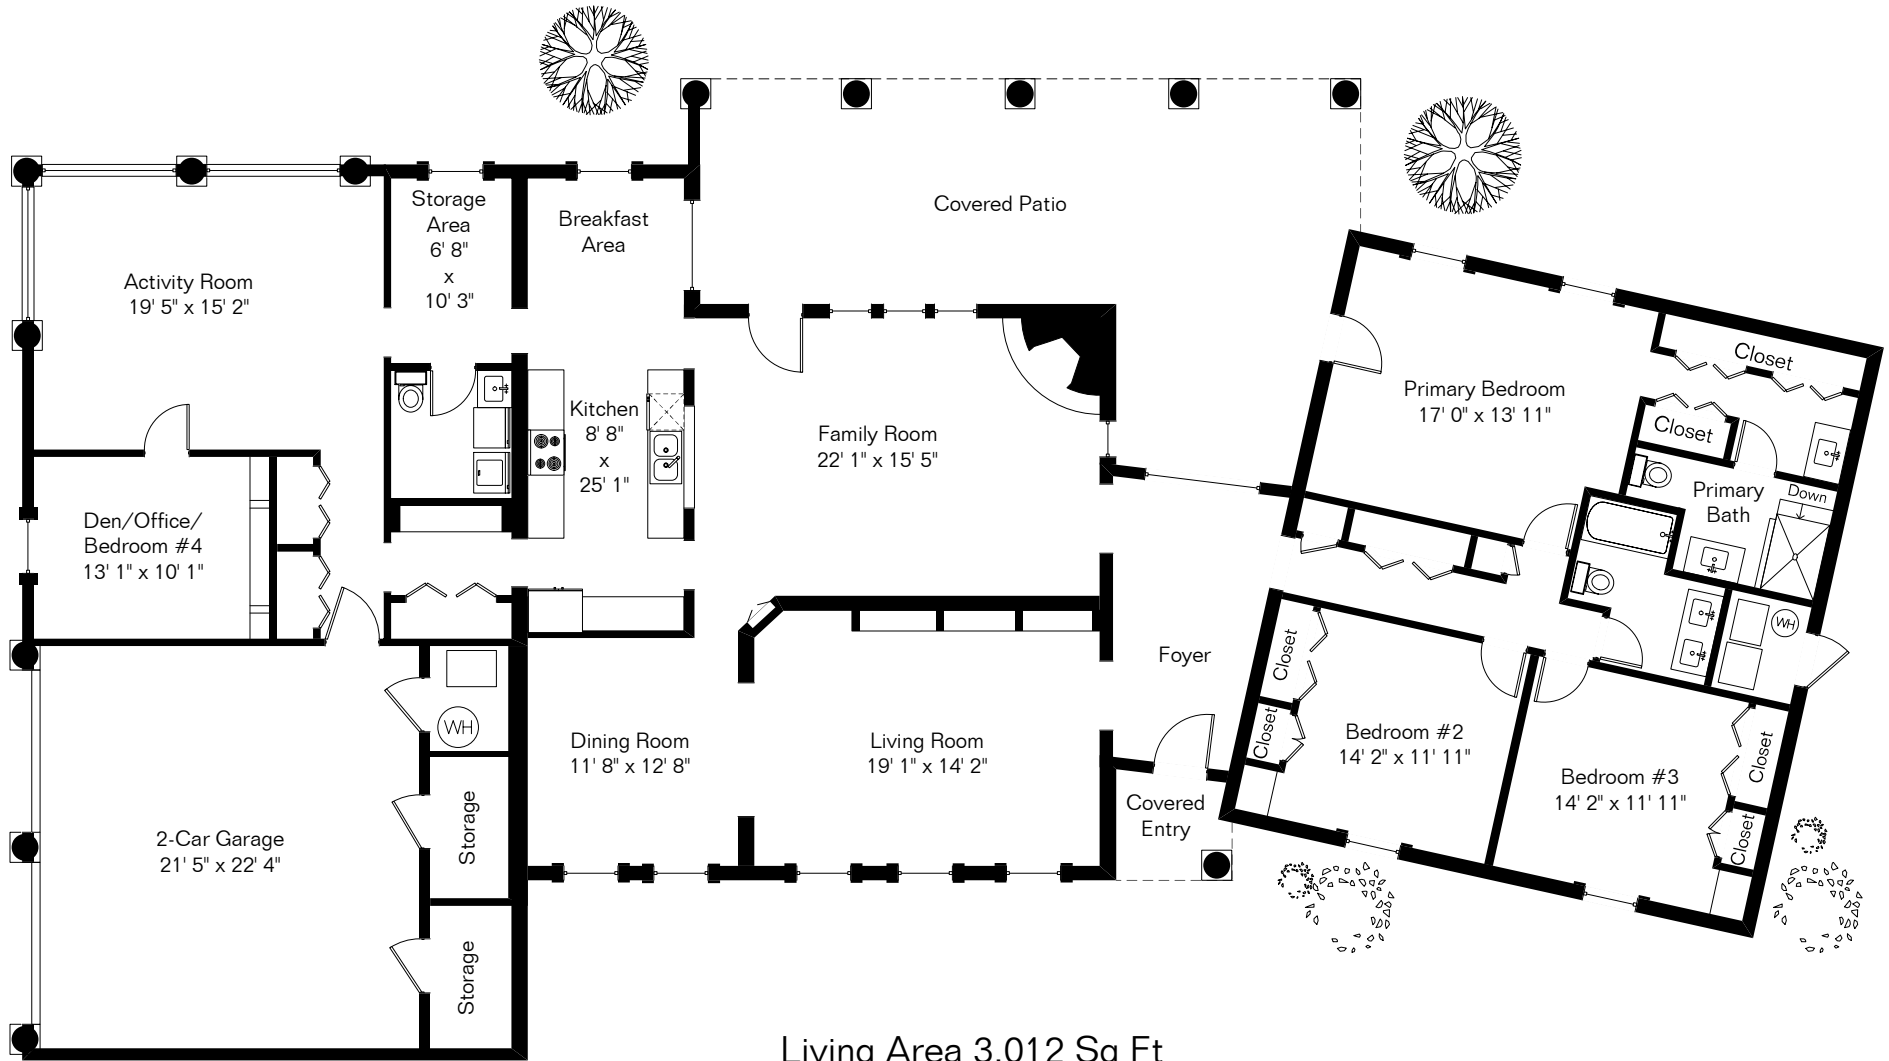 Covered Patio
Storage
Area
6' 8"
x
10' 3"
Breakfast
Area
Activity Room
19' 5" x 15' 2"
Closet
Primary Bedroom
17' 0" x 13' 11"
Closet
Kitchen
8' 8"
x
25' 1"
Family Room
22' 1" x 15' 5"
Primary
Bath
Down
Den/Office/
Bedroom #4
13' 1" x 10' 1"
WH
Foyer
Closet
Closet
Bedroom #2
14' 2" x 11' 11"
WH
Dining Room
11' 8" x 12' 8"
Living Room
19' 1" x 14' 2"
Closet
Bedroom #3
14' 2" x 11' 11"
Closet
Covered
Entry
2-Car Garage
21' 5" x 22' 4"
Storage
Storage
Living Area 3,012 Sq Ft